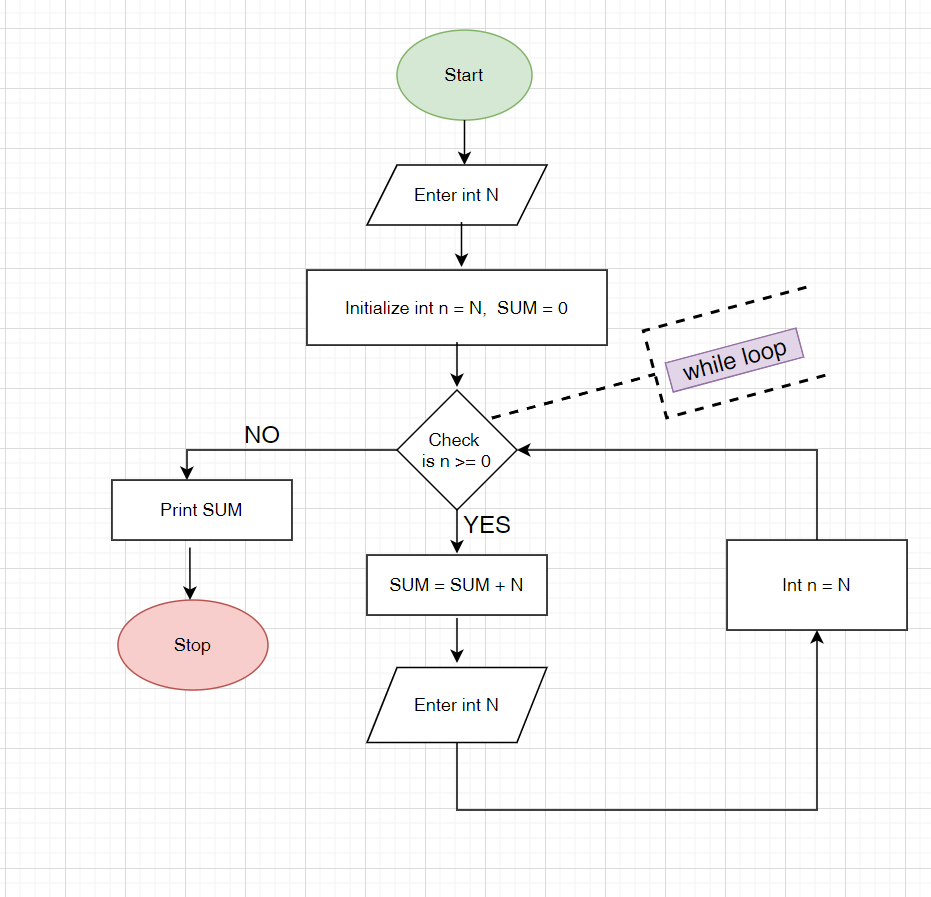 Start
Enter int N
Initialize int n = N, SUM = 0
while loop
Check
is n >= 0
NO
YES
Print SUM
SUM = SUM + N
Int n = N
Stop
Enter int N